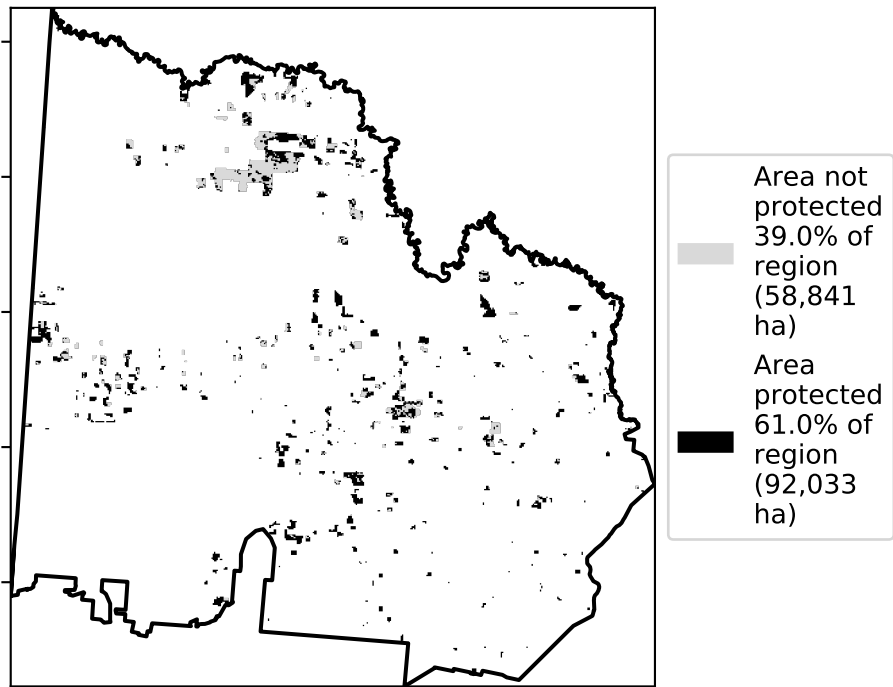 Area not
protected
39.0% of
region
(58,841
ha)
Area
protected
61.0% of
region
(92,033
ha)